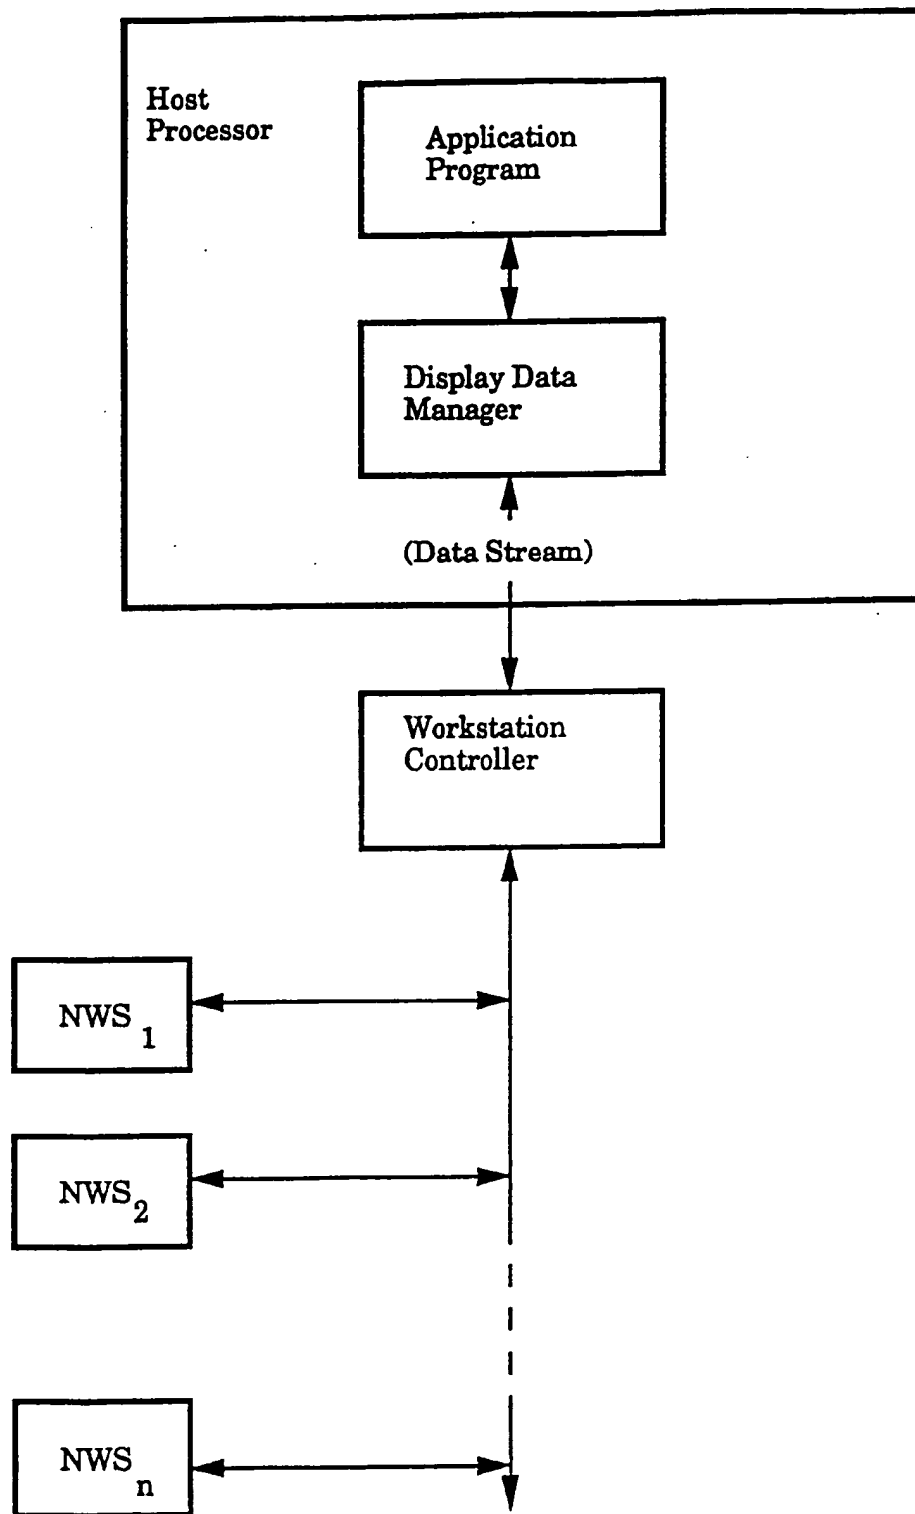 Host
Processor
Application
Program
Display Data
Manager
(Data Stream)
Workstation
Controller
NWS 1
NWS 2
NWS n